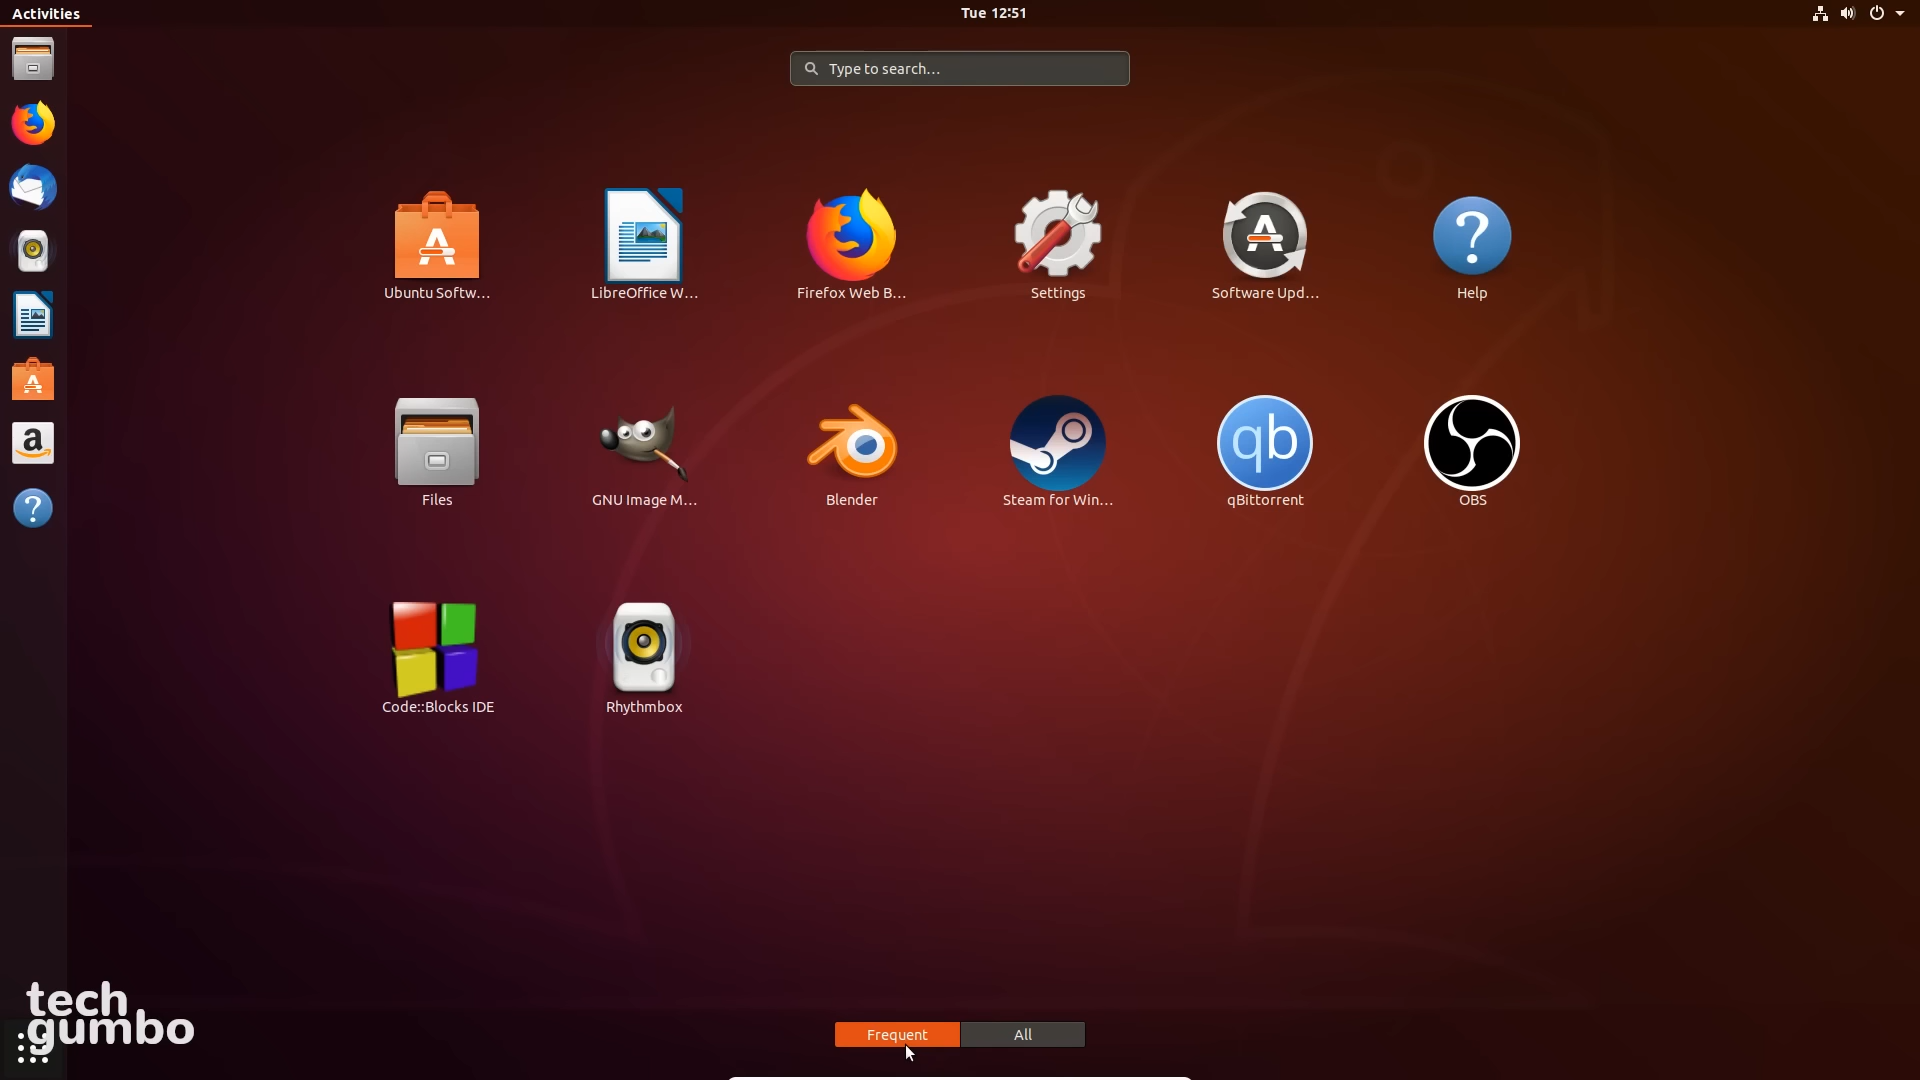 Activities
Tue 12:51
Type to search...
Ubuntu Softw...
LibreOffice W...
Firefox Web B...
Settings
Software Upd...
Help
a
Files
GNU Image M...
Blender
Steam for Win...
qb
qBittorrent
OBS
Code::Blocks IDE
Rhythmbox
tech
gumbo
Frequent
All